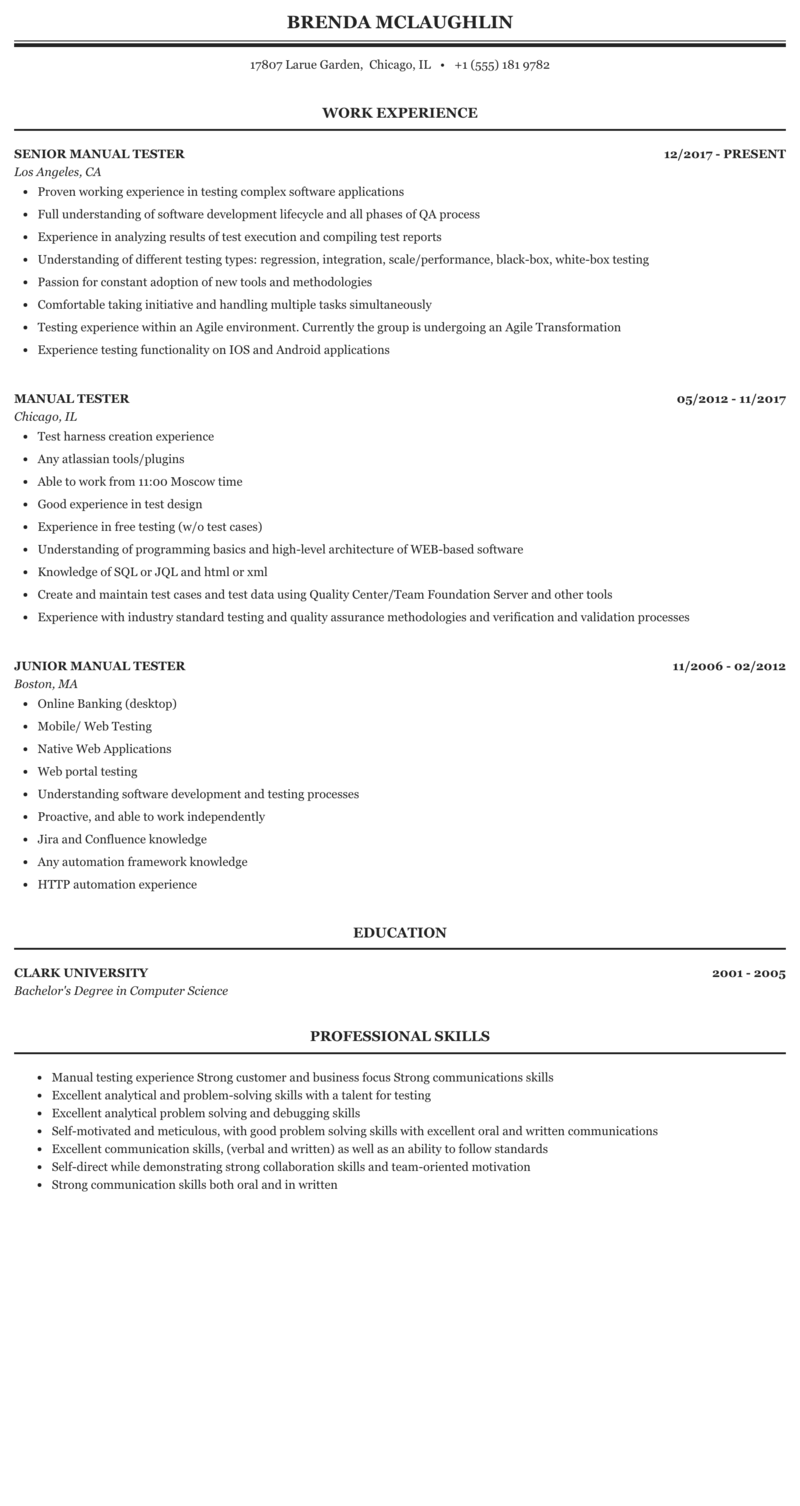 BRENDA MCLAUGHLIN
17807 Larue Garden,  Chicago, IL • +1 (555) 181 9782
WORK EXPERIENCE
SENIOR MANUAL TESTER 12/2017 - PRESENT
Los Angeles, CA
• Proven working experience in testing complex software applications
• Full understanding of software development lifecycle and all phases of QA process
• Experience in analyzing results of test execution and compiling test reports
• Understanding of different testing types: regression, integration, scale/performance, black-box, white-box testing
• Passion for constant adoption of new tools and methodologies
• Comfortable taking initiative and handling multiple tasks simultaneously
• Testing experience within an Agile environment. Currently the group is undergoing an Agile Transformation
• Experience testing functionality on IOS and Android applications
MANUAL TESTER 05/2012 - 11/2017
Chicago, IL
• Test harness creation experience
• Any atlassian tools/plugins
• Able to work from 11:00 Moscow time
• Good experience in test design
• Experience in free testing (w/o test cases)
• Understanding of programming basics and high-level architecture of WEB-based software
• Knowledge of SQL or JQL and html or xml
• Create and maintain test cases and test data using Quality Center/Team Foundation Server and other tools
• Experience with industry standard testing and quality assurance methodologies and verification and validation processes
JUNIOR MANUAL TESTER 11/2006 - 02/2012
Boston, MA
• Online Banking (desktop)
• Mobile/ Web Testing
• Native Web Applications
• Web portal testing
• Understanding software development and testing processes
• Proactive, and able to work independently
• Jira and Confluence knowledge
• Any automation framework knowledge
• HTTP automation experience
EDUCATION
CLARK UNIVERSITY 2001 - 2005
Bachelor's Degree in Computer Science
PROFESSIONAL SKILLS
• Manual testing experience Strong customer and business focus Strong communications skills
• Excellent analytical and problem-solving skills with a talent for testing
• Excellent analytical problem solving and debugging skills
• Self-motivated and meticulous, with good problem solving skills with excellent oral and written communications
• Excellent communication skills, (verbal and written) as well as an ability to follow standards
• Self-direct while demonstrating strong collaboration skills and team-oriented motivation
• Strong communication skills both oral and in written